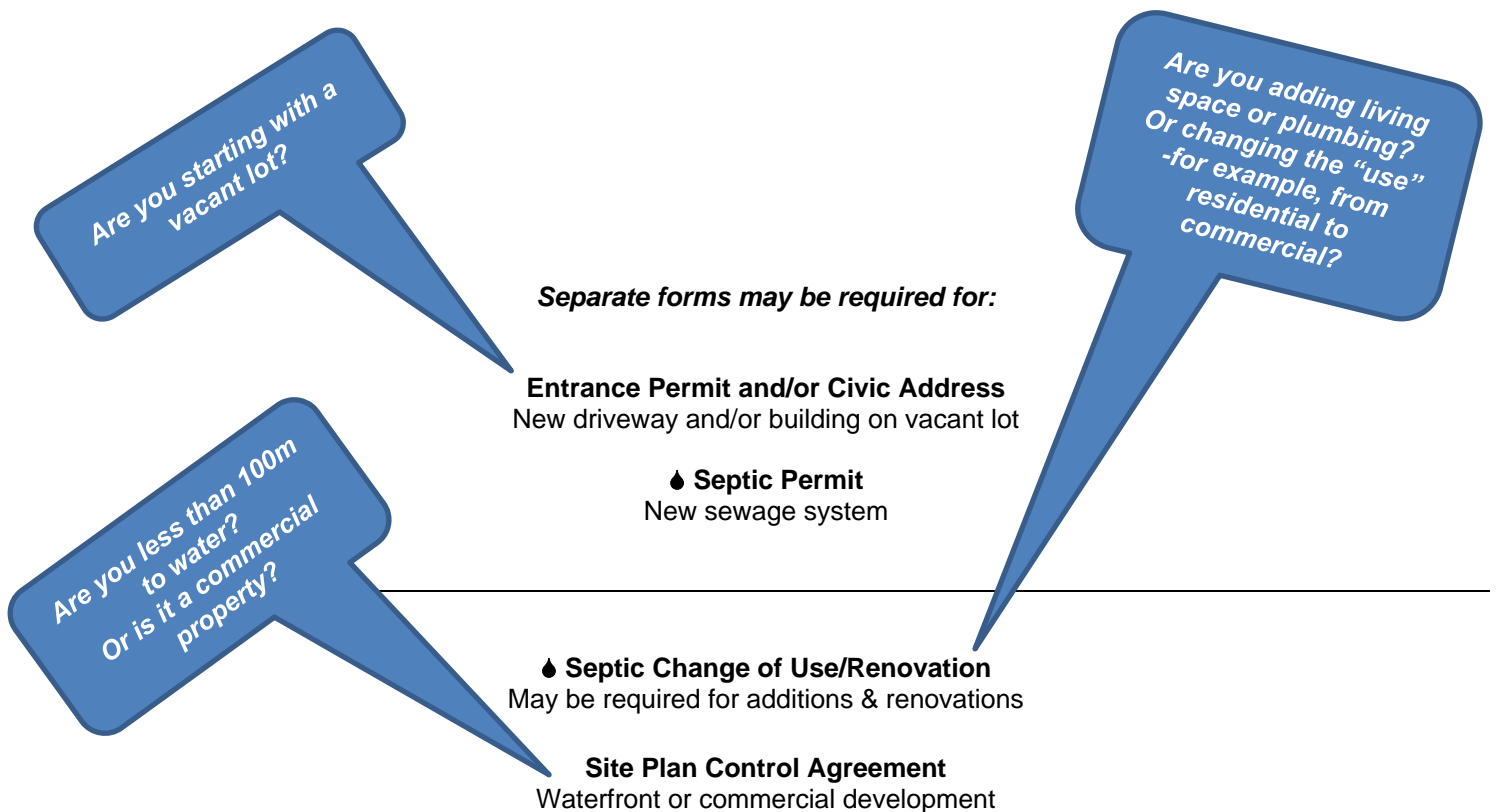 Are you starting with a
vacant lot?
Are you adding living
space or plumbing?
Or changing the “use”
-for example, from
residential to
commercial?
Separate forms may be required for:
Entrance Permit and/or Civic Address
New driveway and/or building on vacant lot
Septic Permit
New sewage system
Are you less than 100m
to water?
Or is it a commercial
property?
Septic Change of Use/Renovation
May be required for additions & renovations
Site Plan Control Agreement
Waterfront or commercial development